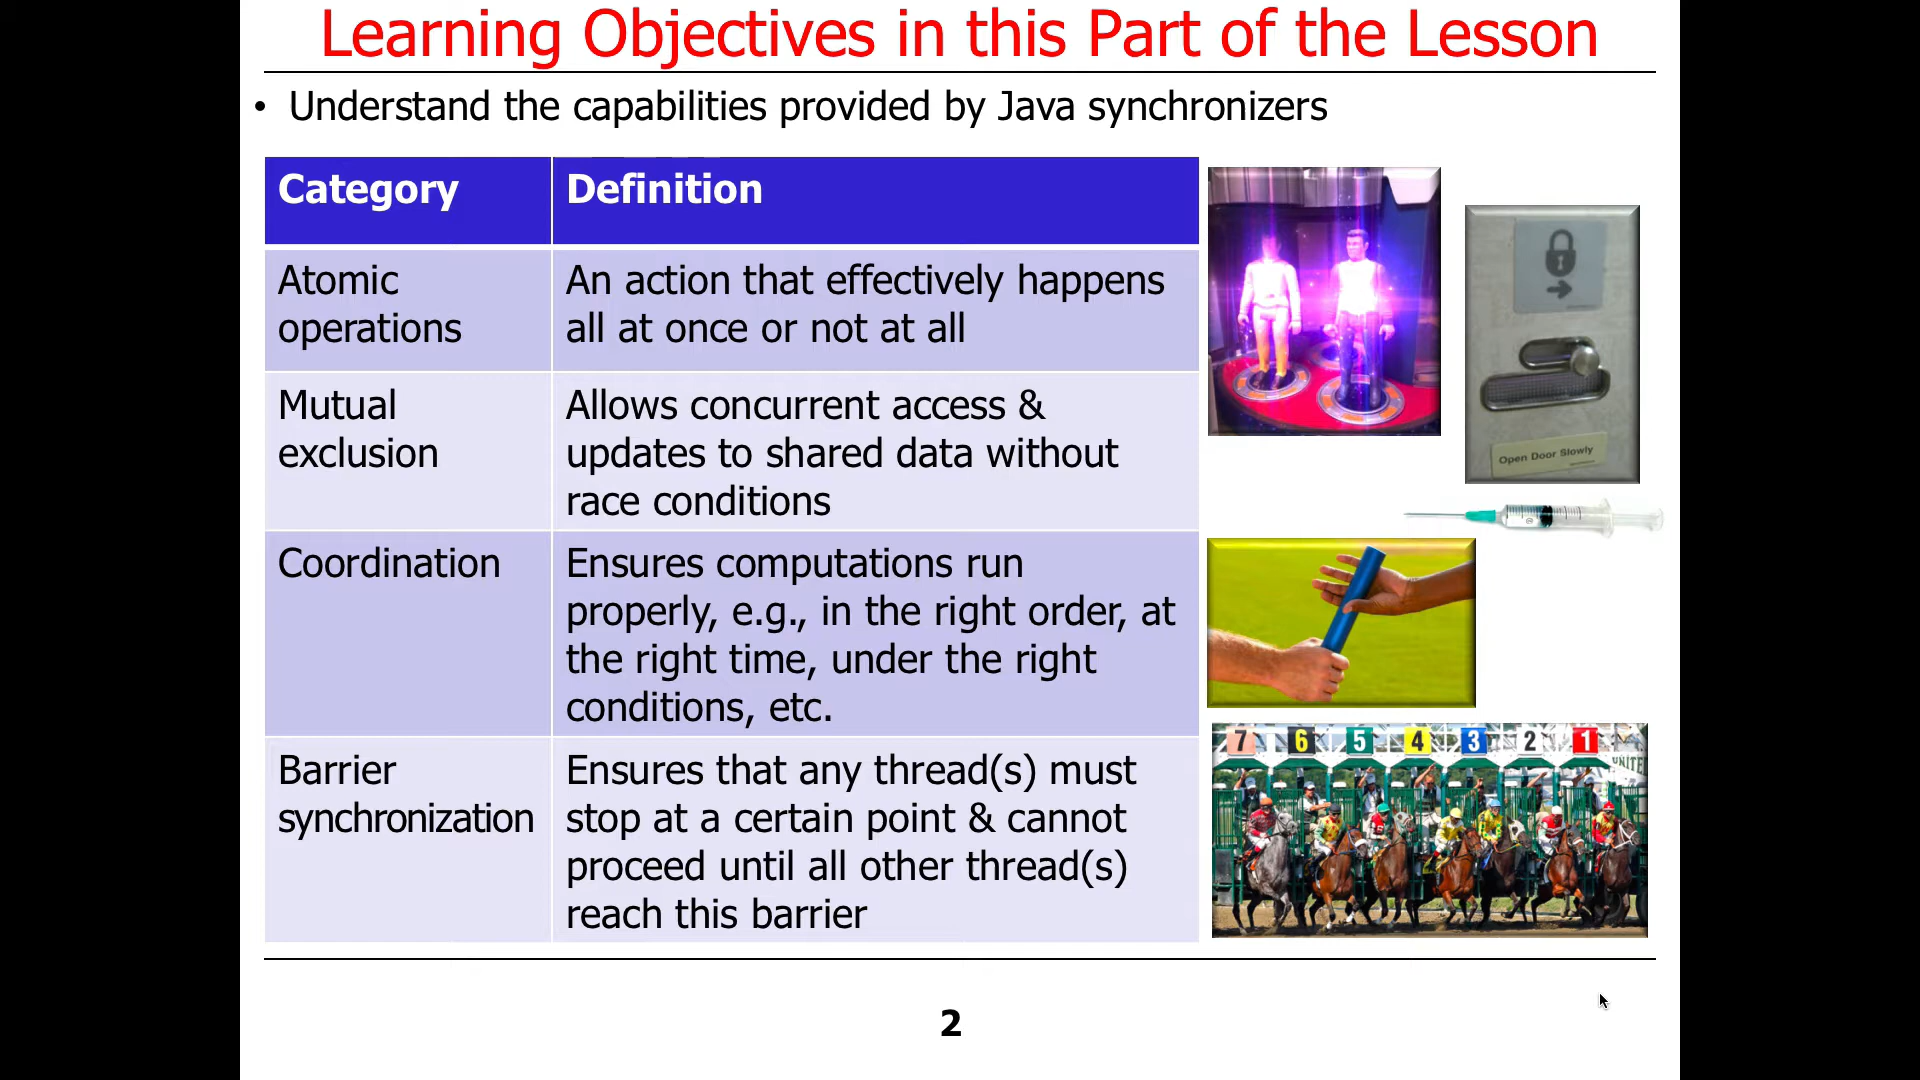 Learning Objectives in this Part of the Lesson
• Understand the capabilities provided by Java synchronizers
Category
Definition
Atomic
operations
An action that effectively happens
all at once or not at all
Mutual
exclusion
Allows concurrent access &
updates to shared data without
race conditions
Coordination
Ensures computations run
properly, e.g., in the right order, at
the right time, under the right
conditions, etc.
Barrier
synchronization
Ensures that any thread(s) must
stop at a certain point & cannot
proceed until all other thread(s)
reach this barrier
Open Door Slowly
7 6 5 4 3 2 1
2